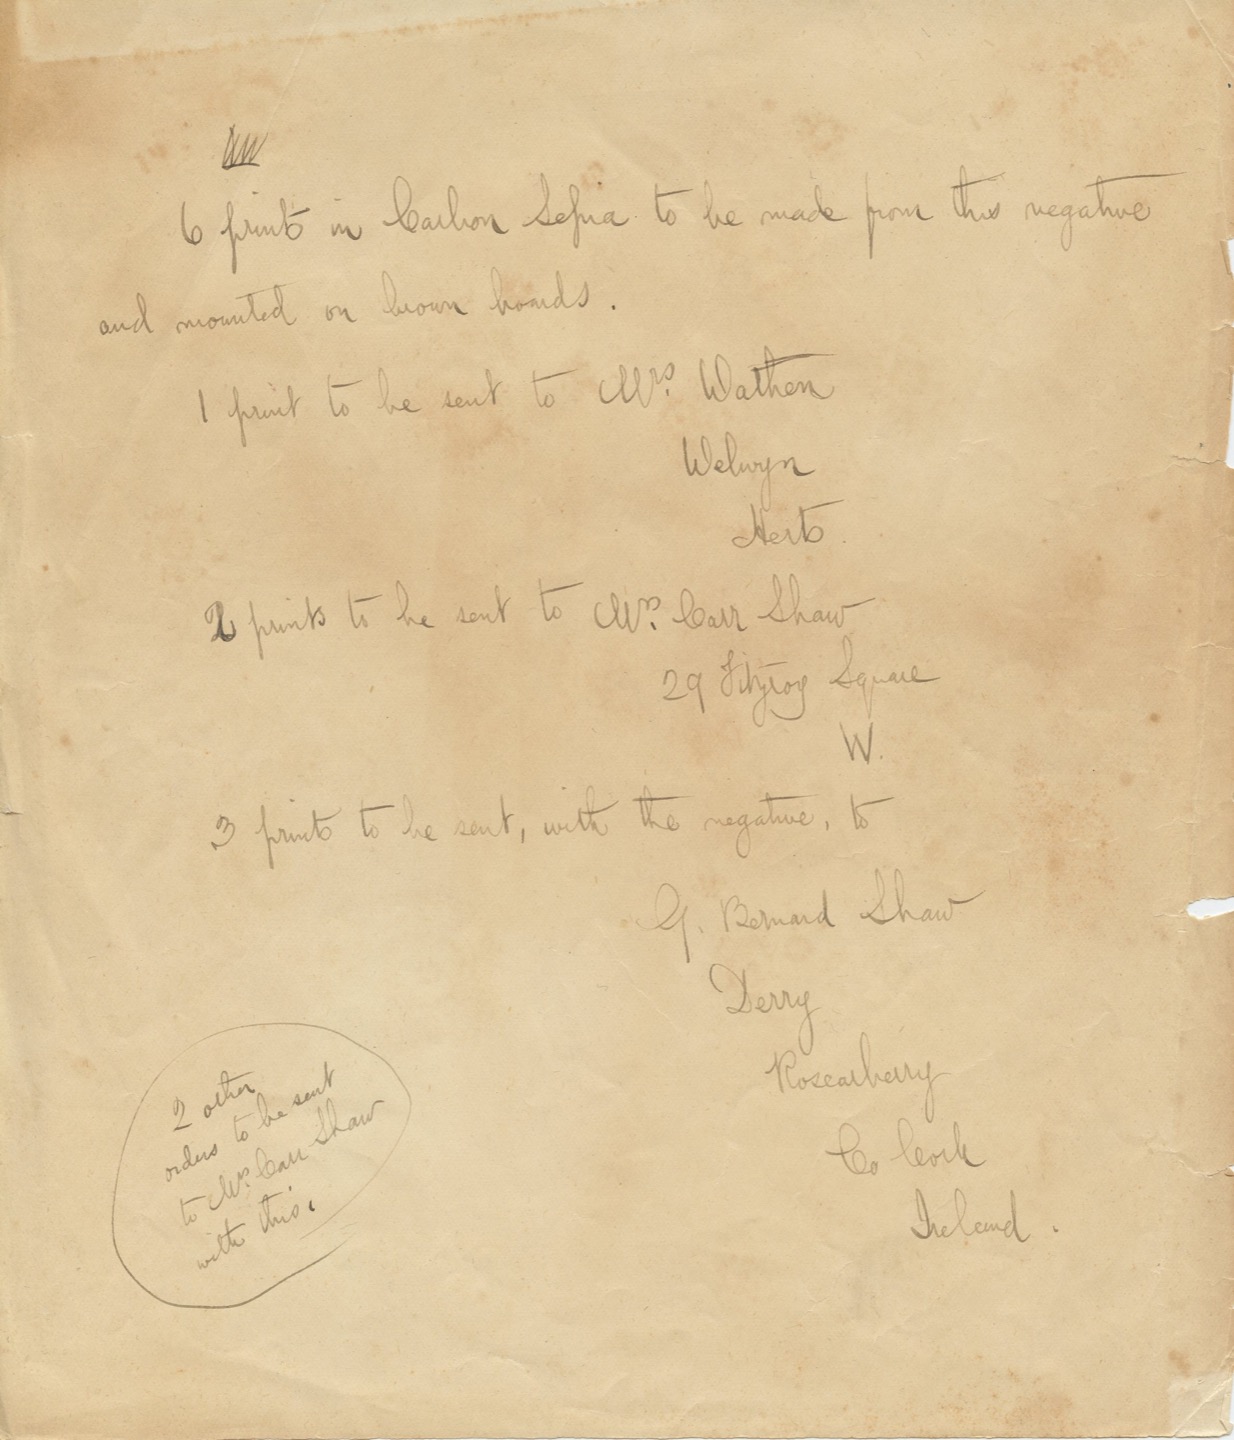 6 prints in Carbon Sepia to be made from this negative
and mounted on brown boards.
1 print to be sent to Mrs. Wathen
Welwyn
Herts.
2 prints to be sent to Mrs. Carr Shaw
29 Fitzroy Square
W.
3 prints to be sent, with the negative, to
G. Bernard Shaw
Derry
Roscarberry
Co Cork
Ireland.
2 other
orders to be sent
to Mrs. Carr Shaw
with this.